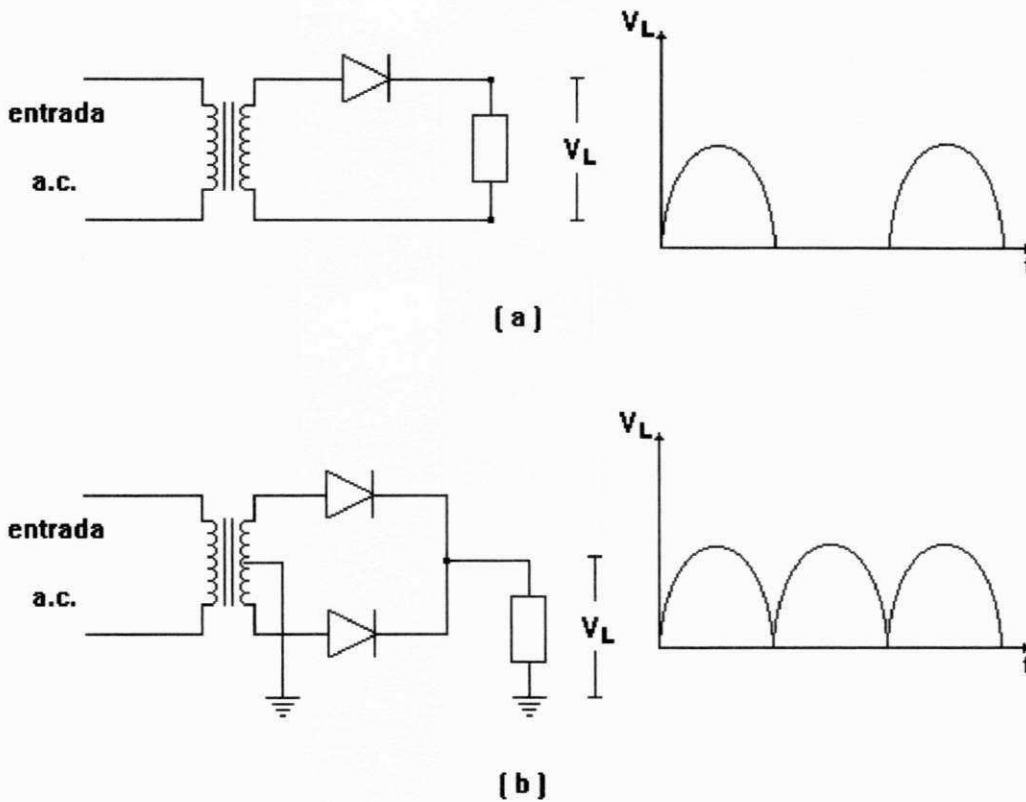 V_L
entrada
V_L
a.c.
t
( a )
V_L
entrada
a.c.
V_L
t
( b )